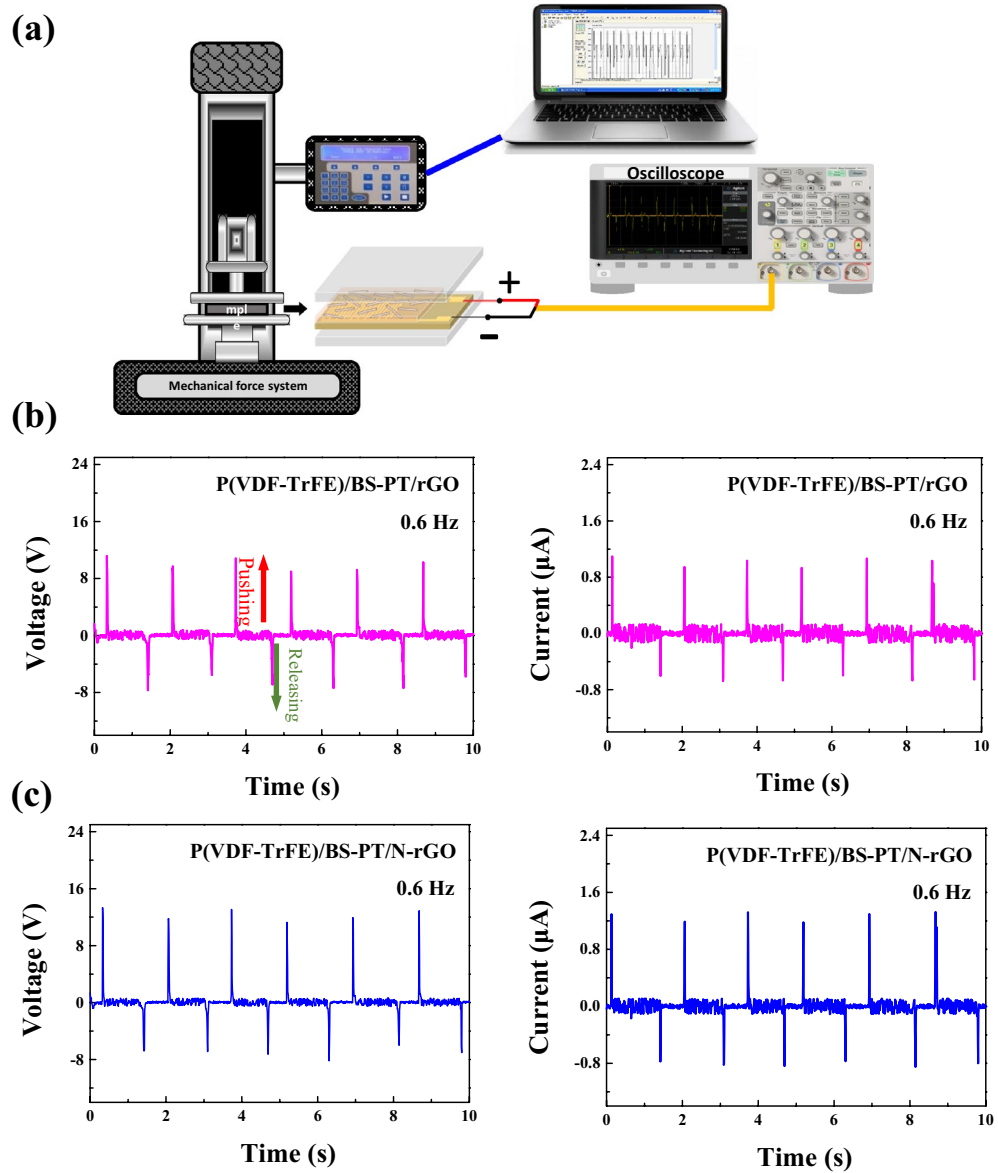 (a)
Oscilloscope
Agilent
1
2
3
4
+
−
mpl
e
Mechanical force system
(b)
24
16
8
0
-8
Voltage (V)
P(VDF-TrFE)/BS-PT/rGO
0.6 Hz
Pushing
Releasing
0 2 4 6 8 10
Time (s)
2.4
1.6
0.8
0.0
-0.8
Current (μA)
P(VDF-TrFE)/BS-PT/rGO
0.6 Hz
0 2 4 6 8 10
Time (s)
(c)
24
16
8
0
-8
Voltage (V)
P(VDF-TrFE)/BS-PT/N-rGO
0.6 Hz
0 2 4 6 8 10
Time (s)
2.4
1.6
0.8
0.0
-0.8
Current (μA)
P(VDF-TrFE)/BS-PT/N-rGO
0.6 Hz
0 2 4 6 8 10
Time (s)